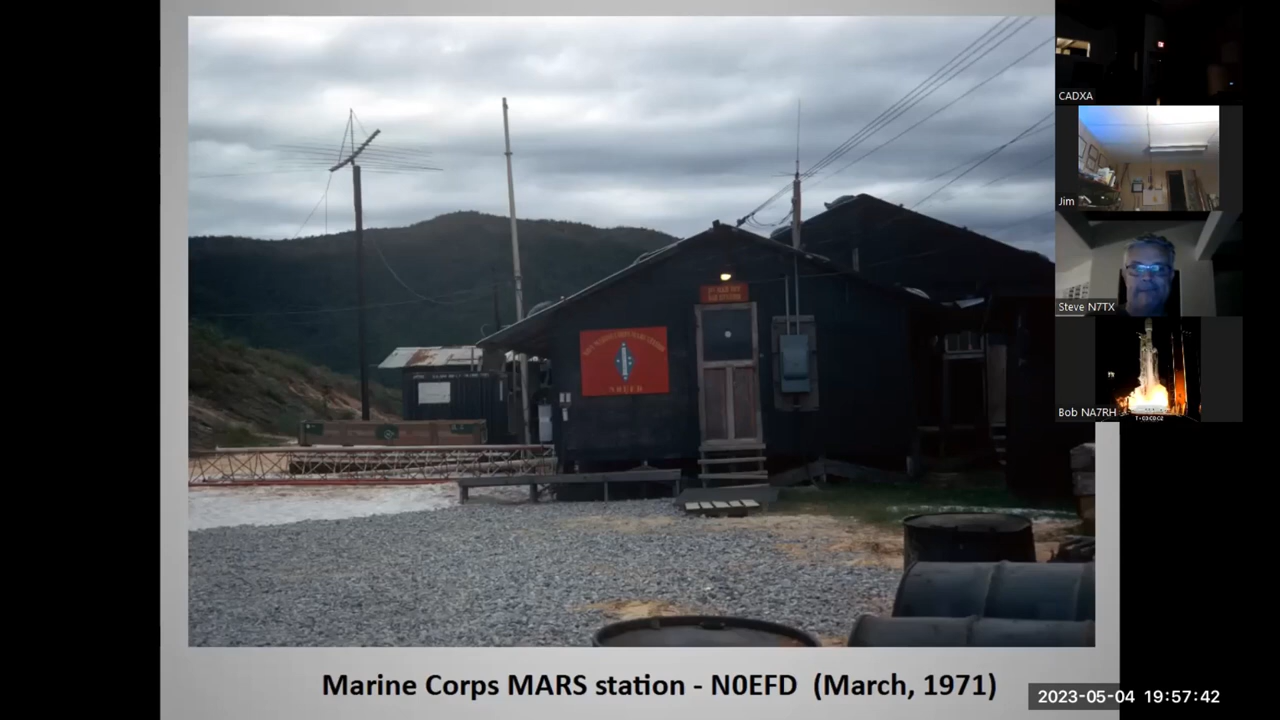 CADXA
Jim
Steve N7TX
Bob NA7RH
N0EFD
Marine Corps MARS station - N0EFD (March, 1971)
2023-05-04 19:57:42